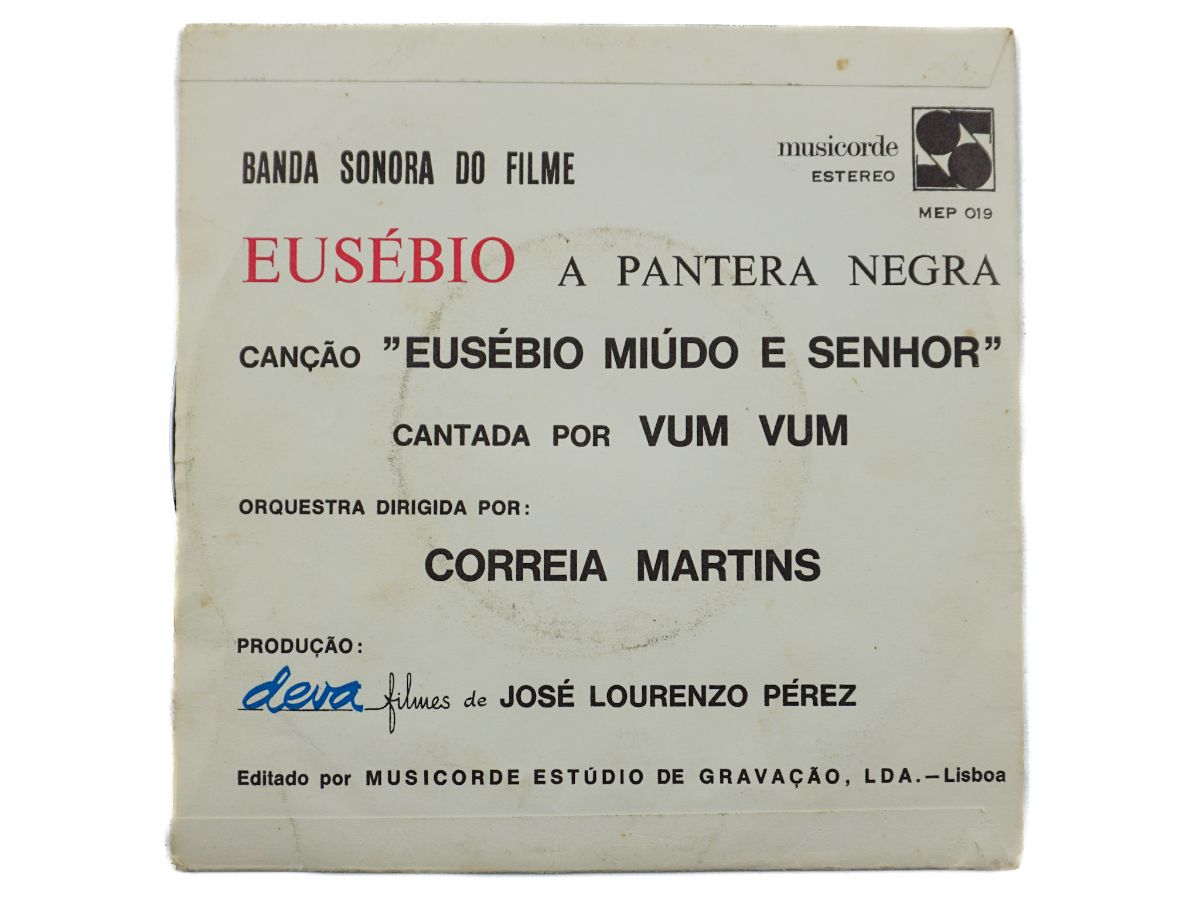 musicorde
ESTEREO
MEP 019
BANDA SONORA DO FILME
EUSÉBIO A PANTERA NEGRA
CANÇÃO "EUSÉBIO MIÚDO E SENHOR"
CANTADA POR VUM VUM
ORQUESTRA DIRIGIDA POR:
CORREIA MARTINS
PRODUÇÃO:
deva filmes de JOSÉ LOURENZO PÉREZ
Editado por MUSICORDE ESTÚDIO DE GRAVAÇÃO, LDA.—Lisboa